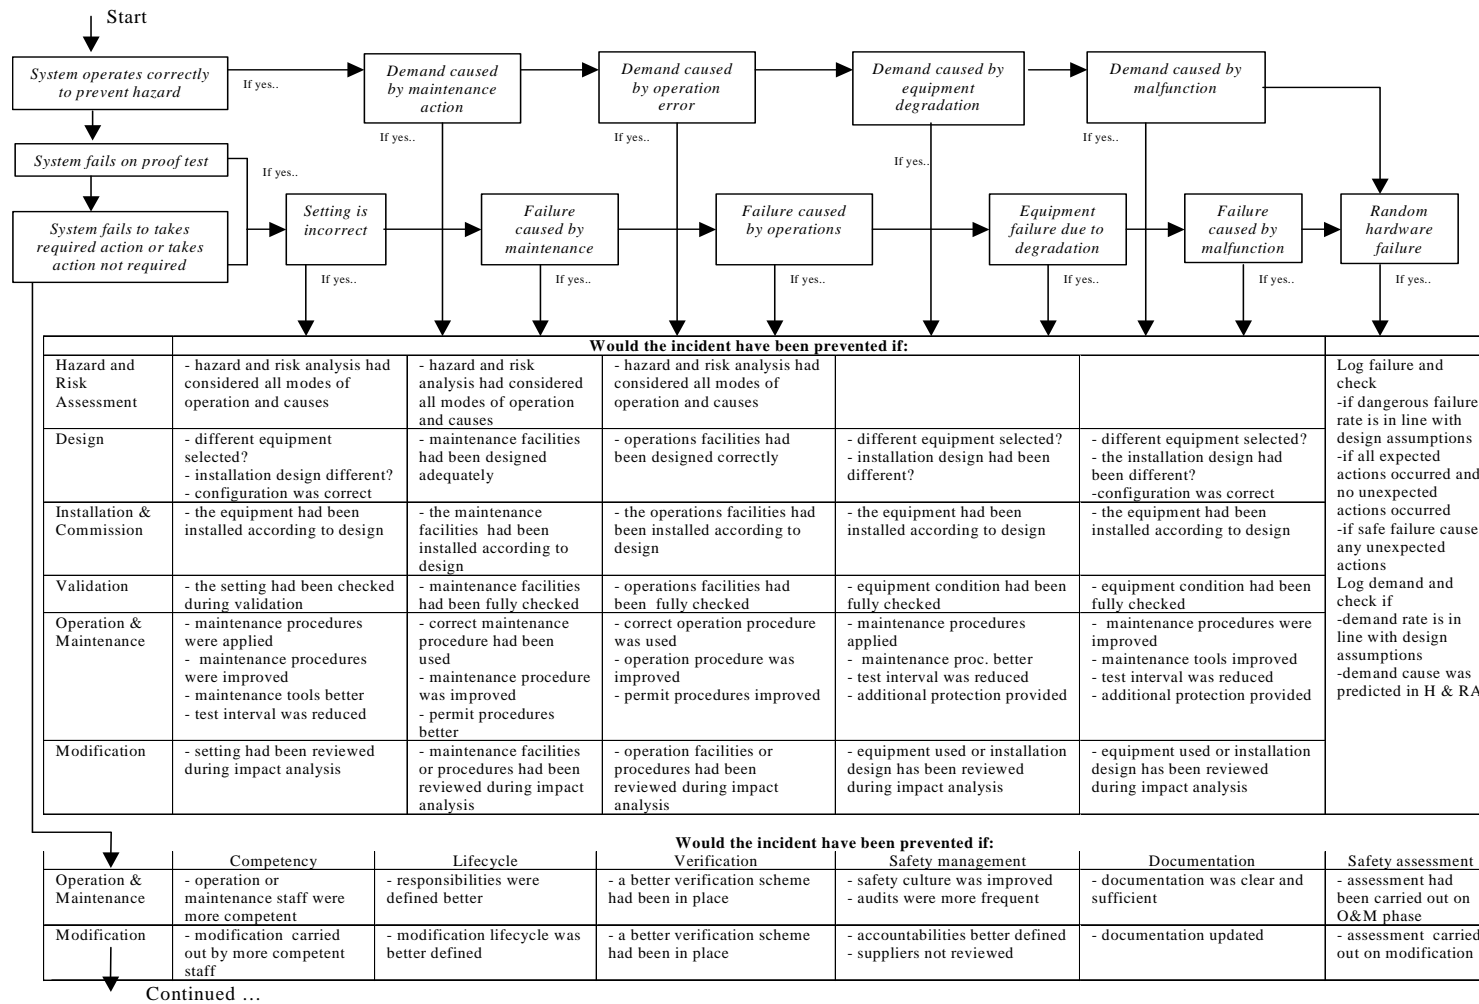 Start
System operates correctly
to prevent hazard
If yes..
Demand caused
by maintenance
action
If yes..
Demand caused
by operation
error
If yes..
Demand caused by
equipment
degradation
If yes..
Demand caused by
malfunction
If yes..
System fails on proof test
If yes..
System fails to takes
required action or takes
action not required
Setting is
incorrect
If yes..
Failure
caused by
maintenance
If yes..
Failure caused
by operations
If yes..
Equipment
failure due to
degradation
If yes..
Failure
caused by
malfunction
If yes..
Random
hardware
failure
If yes..
Would the incident have been prevented if:
Hazard and
Risk
Assessment
- hazard and risk analysis had
considered all modes of
operation and causes
- hazard and risk
analysis had considered
all modes of operation
and causes
- hazard and risk analysis had
considered all modes of
operation and causes
Log failure and
check
-if dangerous failure
rate is in line with
design assumptions
-if all expected
actions occurred and
no unexpected
actions occurred
-if safe failure cause
any unexpected
actions
Log demand and
check if
-demand rate is in
line with design
assumptions
-demand cause was
predicted in H & RA
Design
- different equipment
selected?
- installation design different?
- configuration was correct
- maintenance facilities
had been designed
adequately
- operations facilities had
been designed correctly
- different equipment selected?
- installation design had been
different?
- different equipment selected?
- the installation design had
been different?
-configuration was correct
Installation &
Commission
- the equipment had been
installed according to design
- the maintenance
facilities had been
installed according to
design
- the operations facilities had
been installed according to
design
- the equipment had been
installed according to design
- the equipment had been
installed according to design
Validation
- the setting had been checked
during validation
- maintenance facilities
had been fully checked
- operations facilities had
been fully checked
- equipment condition had been
fully checked
- equipment condition had been
fully checked
Operation &
Maintenance
- maintenance procedures
were applied
- maintenance procedures
were improved
- maintenance tools better
- test interval was reduced
- correct maintenance
procedure had been
used
- maintenance procedure
was improved
- permit procedures
better
- correct operation procedure
was used
- operation procedure was
improved
- permit procedures improved
- maintenance procedures
applied
- maintenance proc. better
- test interval was reduced
- additional protection provided
- maintenance procedures were
improved
- maintenance tools improved
- test interval was reduced
- additional protection provided
Modification
- setting had been reviewed
during impact analysis
- maintenance facilities
or procedures had been
reviewed during impact
analysis
- operation facilities or
procedures had been
reviewed during impact
analysis
- equipment used or installation
design has been reviewed
during impact analysis
- equipment used or installation
design has been reviewed
during impact analysis
Would the incident have been prevented if:
Competency
Lifecycle
Verification
Safety management
Documentation
Safety assessment
Operation &
Maintenance
- operation or
maintenance staff were
more competent
- responsibilities were
defined better
- a better verification scheme
had been in place
- safety culture was improved
- audits were more frequent
- documentation was clear and
sufficient
- assessment had
been carried out on
O&M phase
Modification
- modification carried
out by more competent
staff
- modification lifecycle was
better defined
- a better verification scheme
had been in place
- accountabilities better defined
- suppliers not reviewed
- documentation updated
- assessment carried
out on modification
Continued …